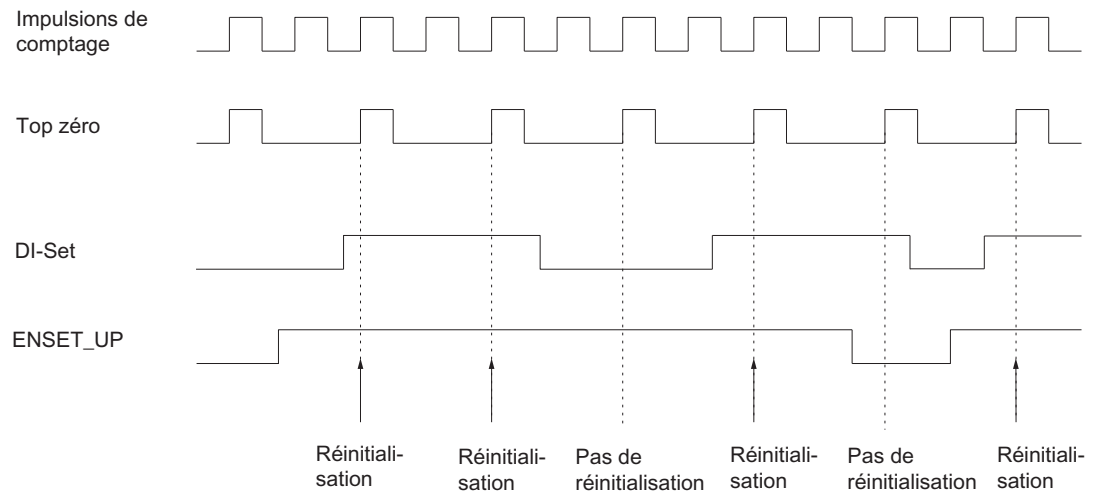 Impulsions de
comptage
Top zéro
DI-Set
ENSET_UP
Réinitiali-
sation
Réinitiali-
sation
Pas de
réinitialisation
Réinitiali-
sation
Pas de
réinitialisation
Réinitiali-
sation